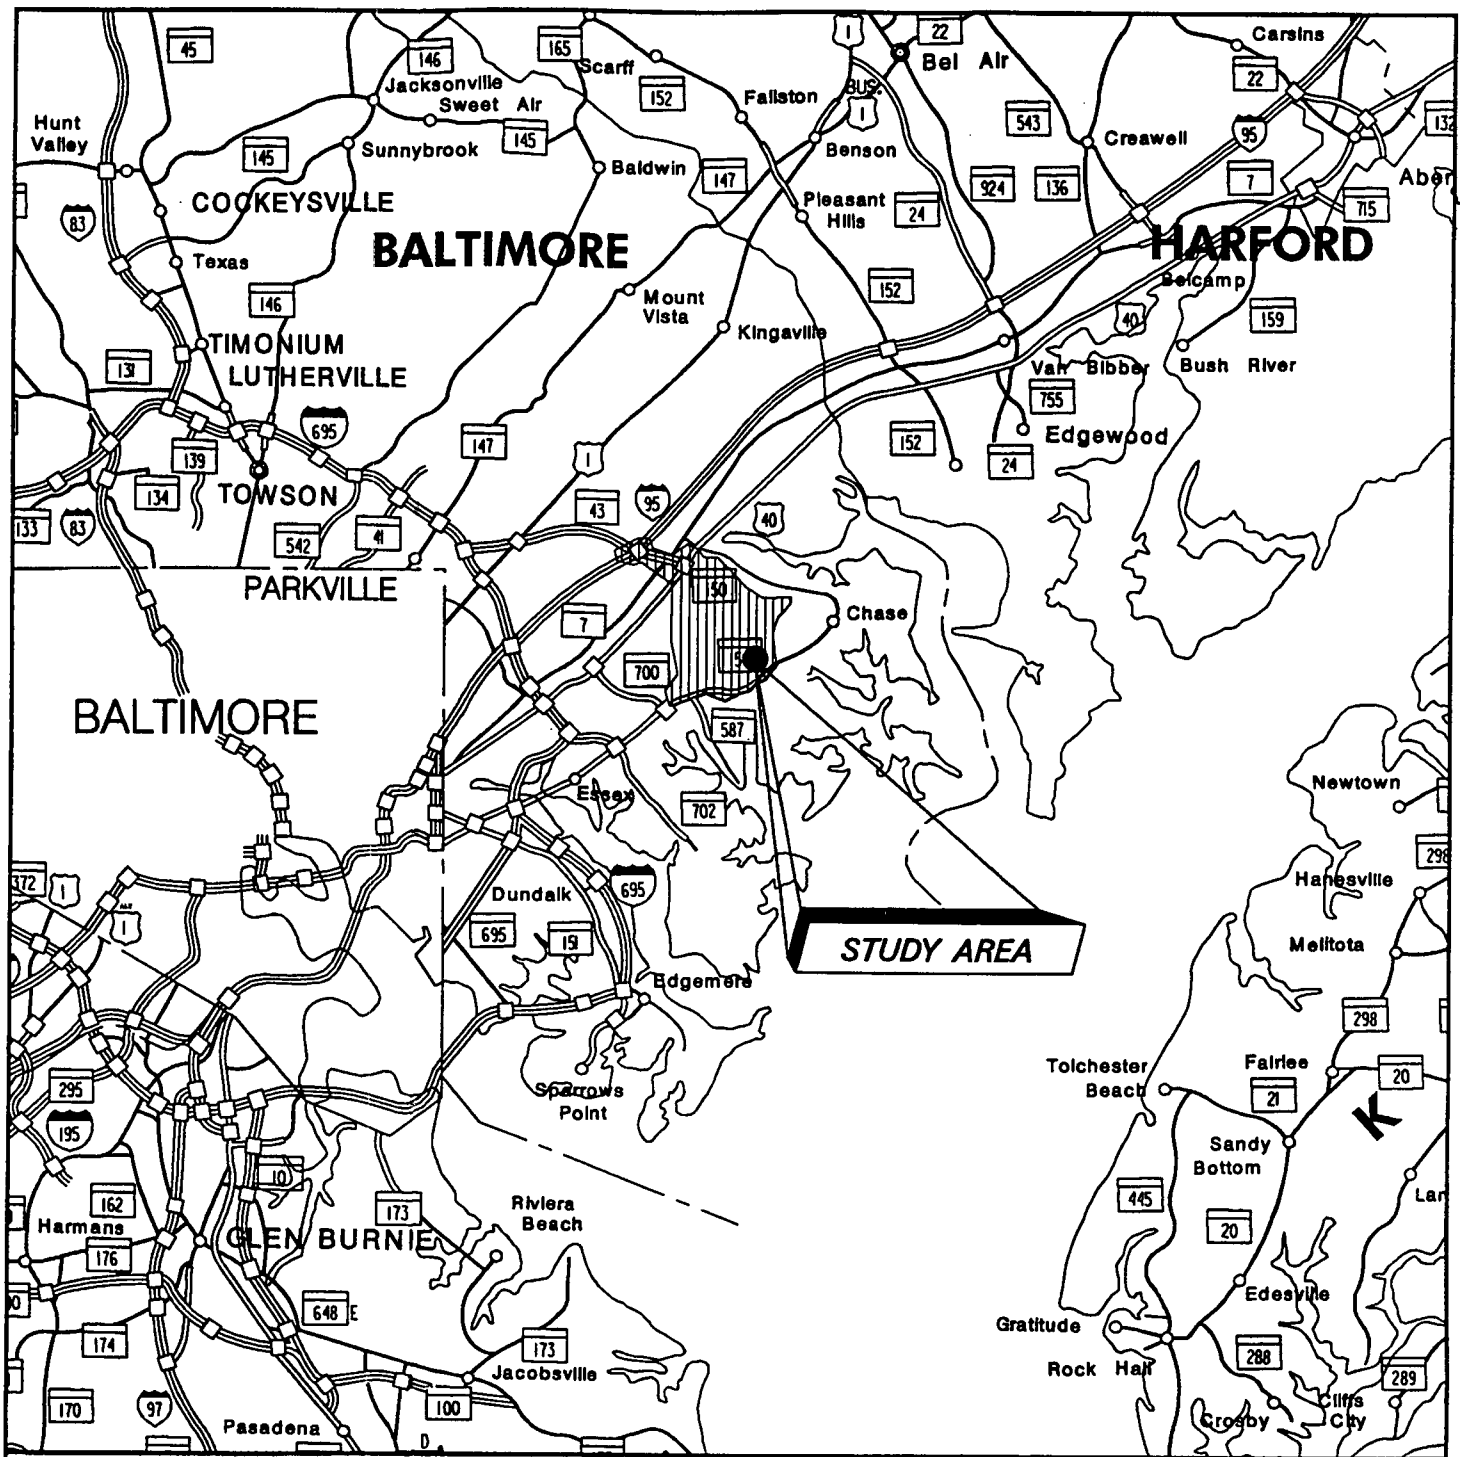 45
146
165
Scarff
1
22
Bel Air
Carsins
22
Jacksonville
Sweet Air
152
Fallston
BUS.
1
543
Creswell
95
132
Hunt
Valley
145
Sunnybrook
145
Baldwin
147
Benson
924
136
7
Aber
715
83
COCKEYSVILLE
Pleasant
Hills
24
BALTIMORE
HARFORD
Texas
146
Mount
Vista
152
Belcamp
40
159
Kingsville
TIMONIUM
131
LUTHERVILLE
Van Bibber
Bush River
755
695
147
1
152
24
Edgewood
139
134
TOWSON
133
83
542
41
43
95
40
PARKVILLE
150
7
Chase
700
BALTIMORE
587
Essex
702
Newtown
298
372
1
Dundalk
695
Hanesville
ALT
1
695
151
STUDY AREA
Melitota
Edgemere
298
295
Tolchester
Beach
Fairlee
20
21
Sparrows
Point
195
K
Sandy
Bottom
10
162
173
Riviera
Beach
445
Lan
Harmans
176
GLEN BURNIE
20
Edesville
648 E
Gratitude
174
173
Rock Hall
288
Jacobsville
289
170
97
100
Pasadena
Crosby
Cliffs
City
D